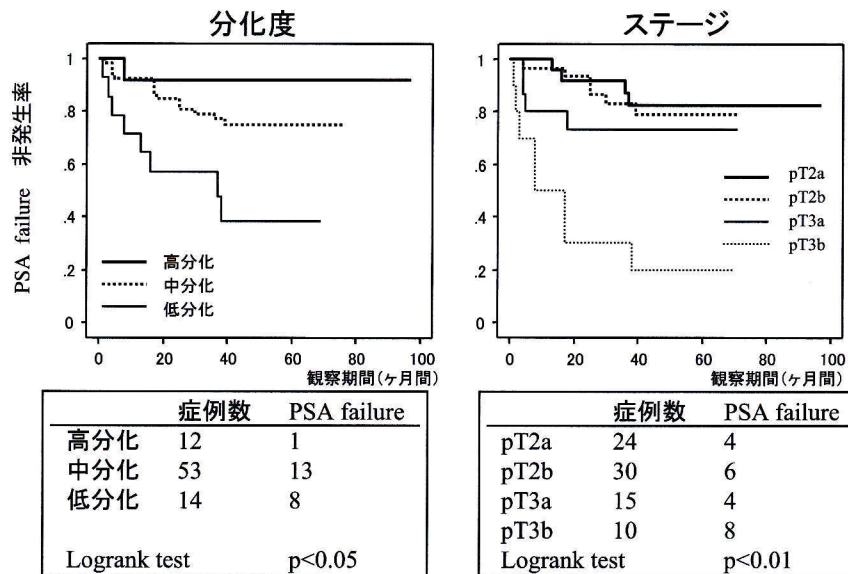 分化度
1
.8
.6
.4
.2
0
PSA failure 非発生率
高分化
中分化
低分化
0 20 40 60 80 100
観察期間(ヶ月間)
症例数 PSA failure
高分化 12 1
中分化 53 13
低分化 14 8
Logrank test p<0.05
ステージ
1
.8
.6
.4
.2
0
pT2a
pT2b
pT3a
pT3b
0 20 40 60 80 100
観察期間(ヶ月間)
症例数 PSA failure
pT2a 24 4
pT2b 30 6
pT3a 15 4
pT3b 10 8
Logrank test p<0.01